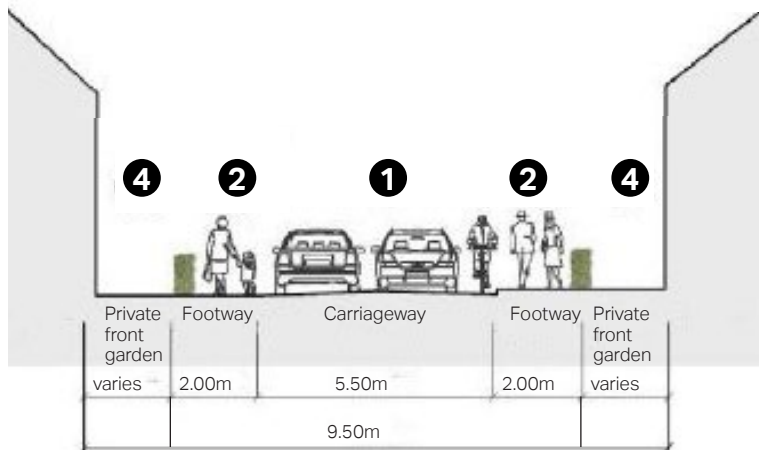 4 2 1 2 4
Private Footway Carriageway Footway Private
front front
garden garden
varies 2.00m 5.50m 2.00m varies
9.50m